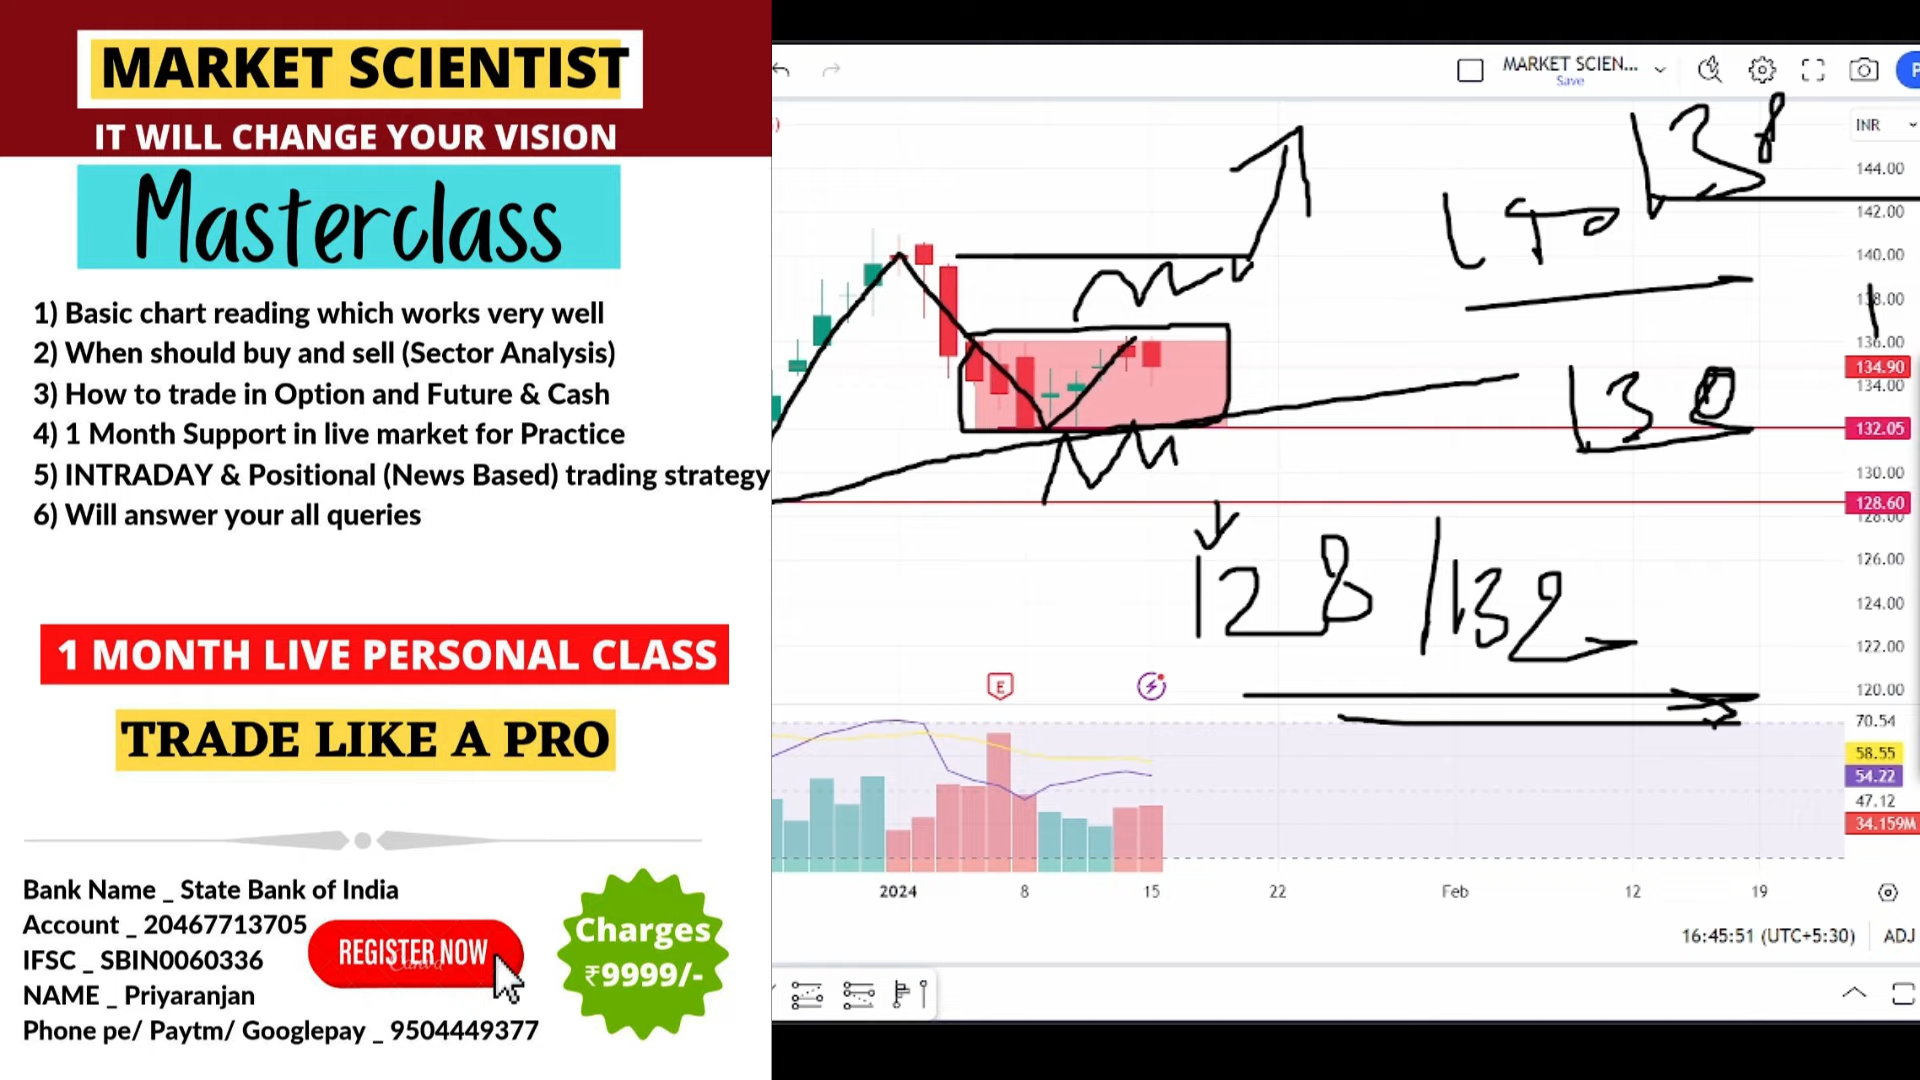 MARKET SCIENTIST
IT WILL CHANGE YOUR VISION
Masterclass
1) Basic chart reading which works very well
2) When should buy and sell (Sector Analysis)
3) How to trade in Option and Future & Cash
4) 1 Month Support in live market for Practice
5) INTRADAY & Positional (News Based) trading strategy
6) Will answer your all queries
1 MONTH LIVE PERSONAL CLASS
TRADE LIKE A PRO
Bank Name _ State Bank of India
Account _ 20467713705
IFSC _ SBIN0060336
NAME _ Priyaranjan
Phone pe/ Paytm/ Googlepay _ 9504449377
REGISTER NOW
Canva
Charges
₹9999/-
MARKET SCIEN...
Save
P
INR
138
130
128/132
144.00
142.00
140.00
138.00
136.00
134.90
134.00
132.05
130.00
128.60
128.00
126.00
124.00
122.00
120.00
70.54
58.55
54.22
47.12
34.159M
E
2024
8
15
22
Feb
12
19
16:45:51 (UTC+5:30)
ADJ